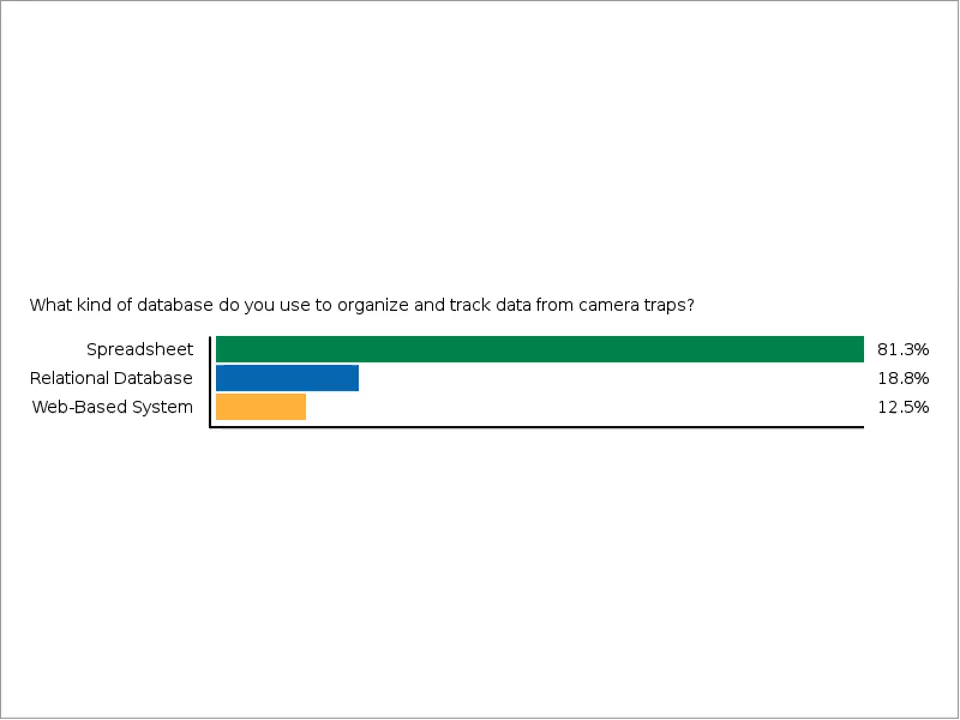 What kind of database do you use to organize and track data from camera traps?
Spreadsheet 81.3%
Relational Database 18.8%
Web-Based System 12.5%